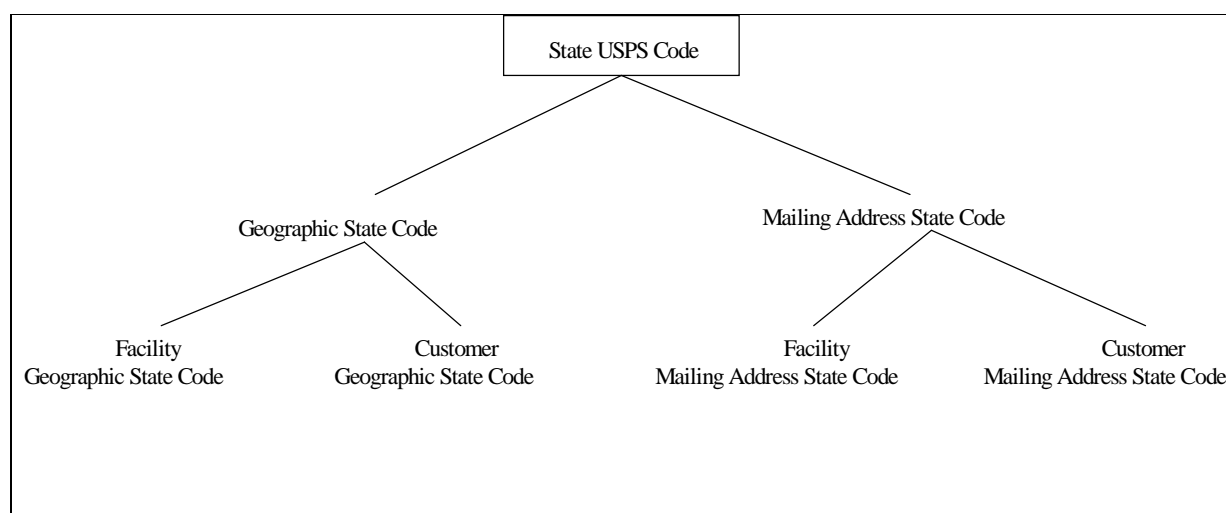 State USPS Code
Geographic State Code
Mailing Address State Code
Facility
Geographic State Code
Customer
Geographic State Code
Facility
Mailing Address State Code
Customer
Mailing Address State Code